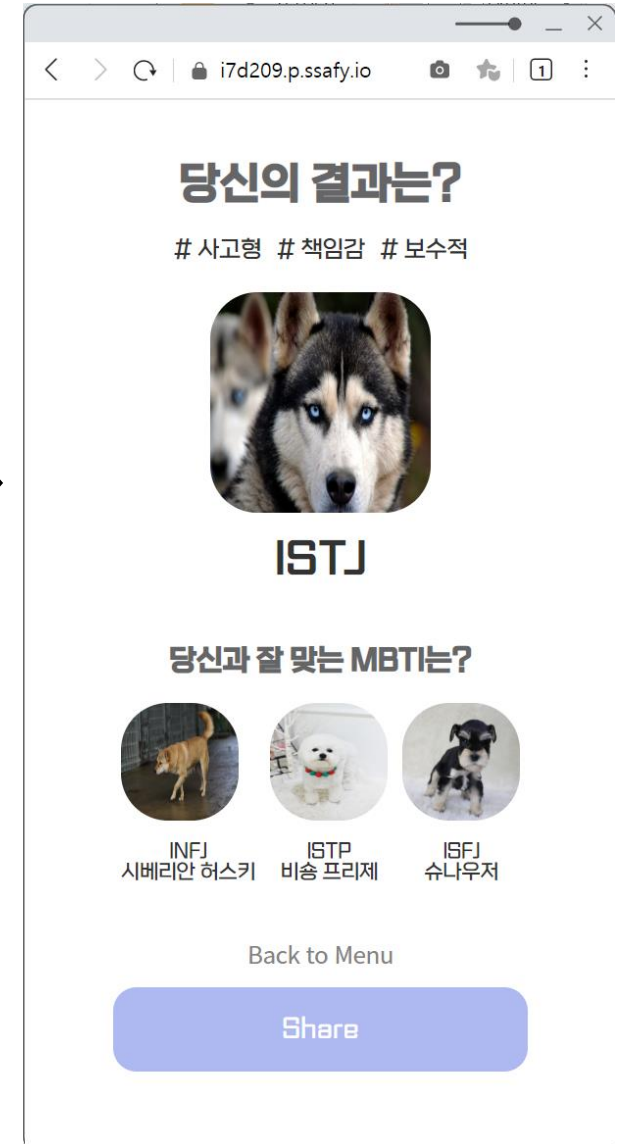 i7d209.p.ssafy.io
1
당신의 결과는?
# 사고형 # 책임감 # 보수적
ISTJ
당신과 잘 맞는 MBTI는?
INFJ ISTP ISFJ
시베리안 허스키 비숑 프리제 슈나우저
Back to Menu
Share